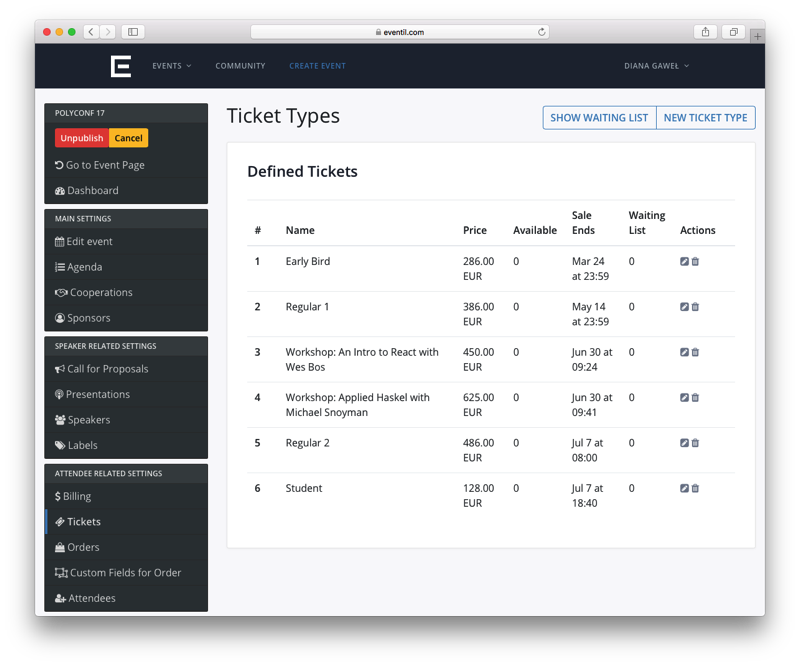 eventil.com
E
EVENTS
COMMUNITY
CREATE EVENT
DIANA GAWEŁ
POLYCONF 17
Unpublish
Cancel
Go to Event Page
Dashboard
MAIN SETTINGS
Edit event
Agenda
Cooperations
Sponsors
SPEAKER RELATED SETTINGS
Call for Proposals
Presentations
Speakers
Labels
ATTENDEE RELATED SETTINGS
Billing
Tickets
Orders
Custom Fields for Order
Attendees
Ticket Types
SHOW WAITING LIST
NEW TICKET TYPE
Defined Tickets
# Name Price Available Sale Ends Waiting List Actions
1 Early Bird 286.00 EUR 0 Mar 24 at 23:59 0
2 Regular 1 386.00 EUR 0 May 14 at 23:59 0
3 Workshop: An Intro to React with Wes Bos 450.00 EUR 0 Jun 30 at 09:24 0
4 Workshop: Applied Haskel with Michael Snoyman 625.00 EUR 0 Jun 30 at 09:41 0
5 Regular 2 486.00 EUR 0 Jul 7 at 08:00 0
6 Student 128.00 EUR 0 Jul 7 at 18:40 0